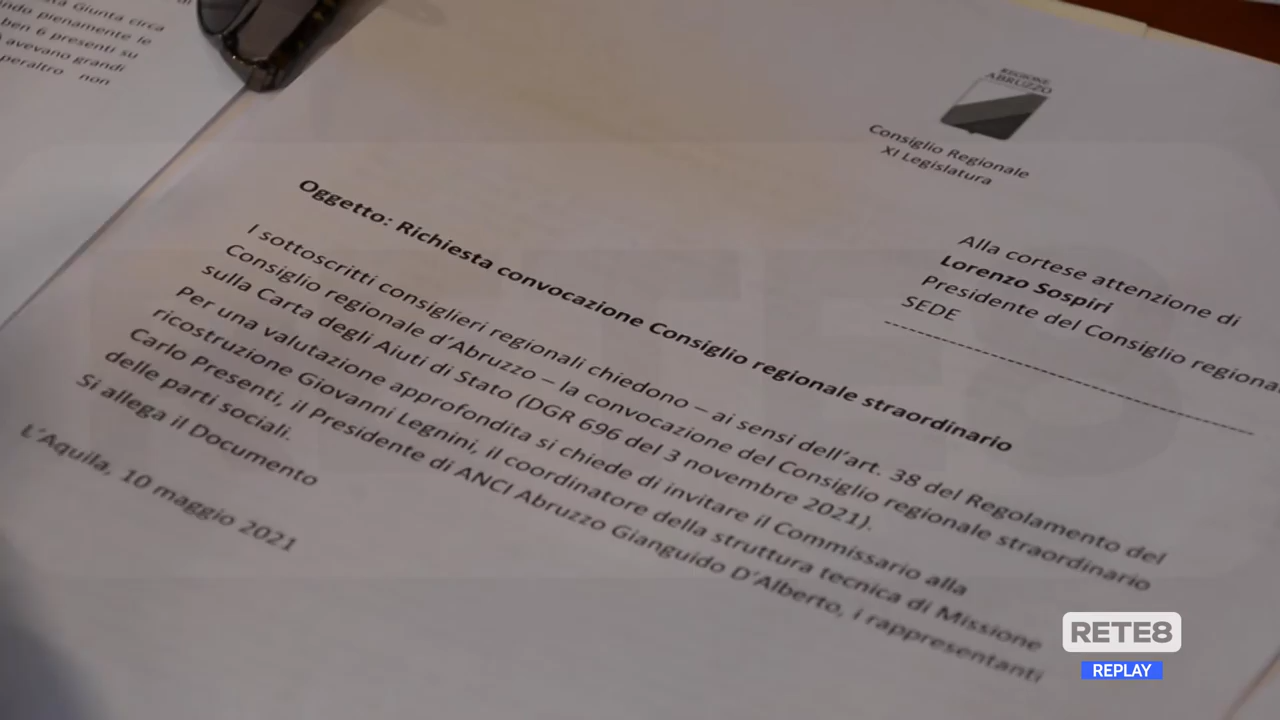 Giunta circa
ndo pienamente le
ben 6 presenti su
avevano grandi
peraltro non
REGIONE
ABRUZZO
Consiglio Regionale
XI Legislatura
Alla cortese attenzione di
Lorenzo Sospiri
Presidente del Consiglio regiona
SEDE
Oggetto: Richiesta convocazione Consiglio regionale straordinario
I sottoscritti consiglieri regionali chiedono – ai sensi dell'art. 38 del Regolamento del
Consiglio regionale d'Abruzzo – la convocazione del Consiglio regionale straordinario
sulla Carta degli Aiuti di Stato (DGR 696 del 3 novembre 2021).
Per una valutazione approfondita si chiede di invitare il Commissario alla
ricostruzione Giovanni Legnini, il coordinatore della struttura tecnica di Missione
Carlo Presenti, il Presidente di ANCI Abruzzo Gianguido D'Alberto, i rappresentanti
delle parti sociali.
Si allega il Documento
L'Aquila, 10 maggio 2021
RETE8
RETE8
REPLAY